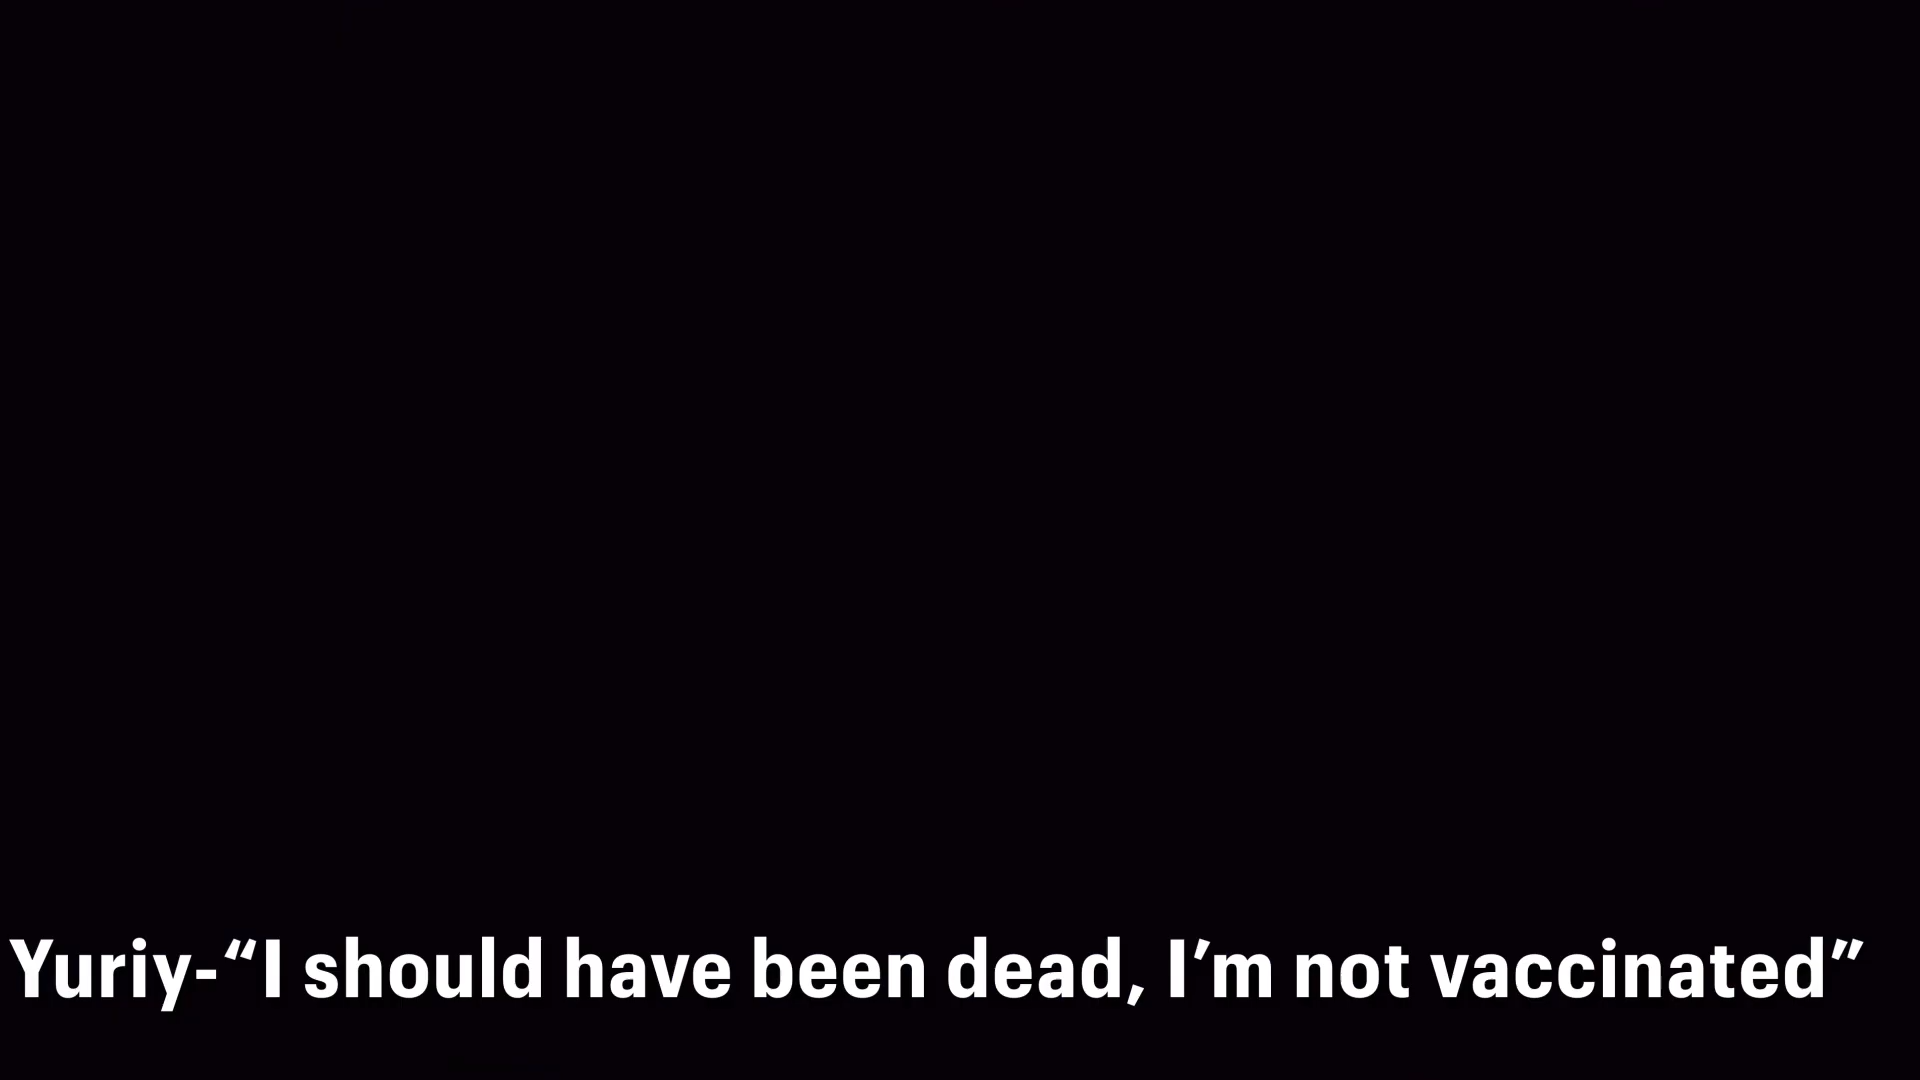 Yuriy-“I should have been dead, I’m not vaccinated”